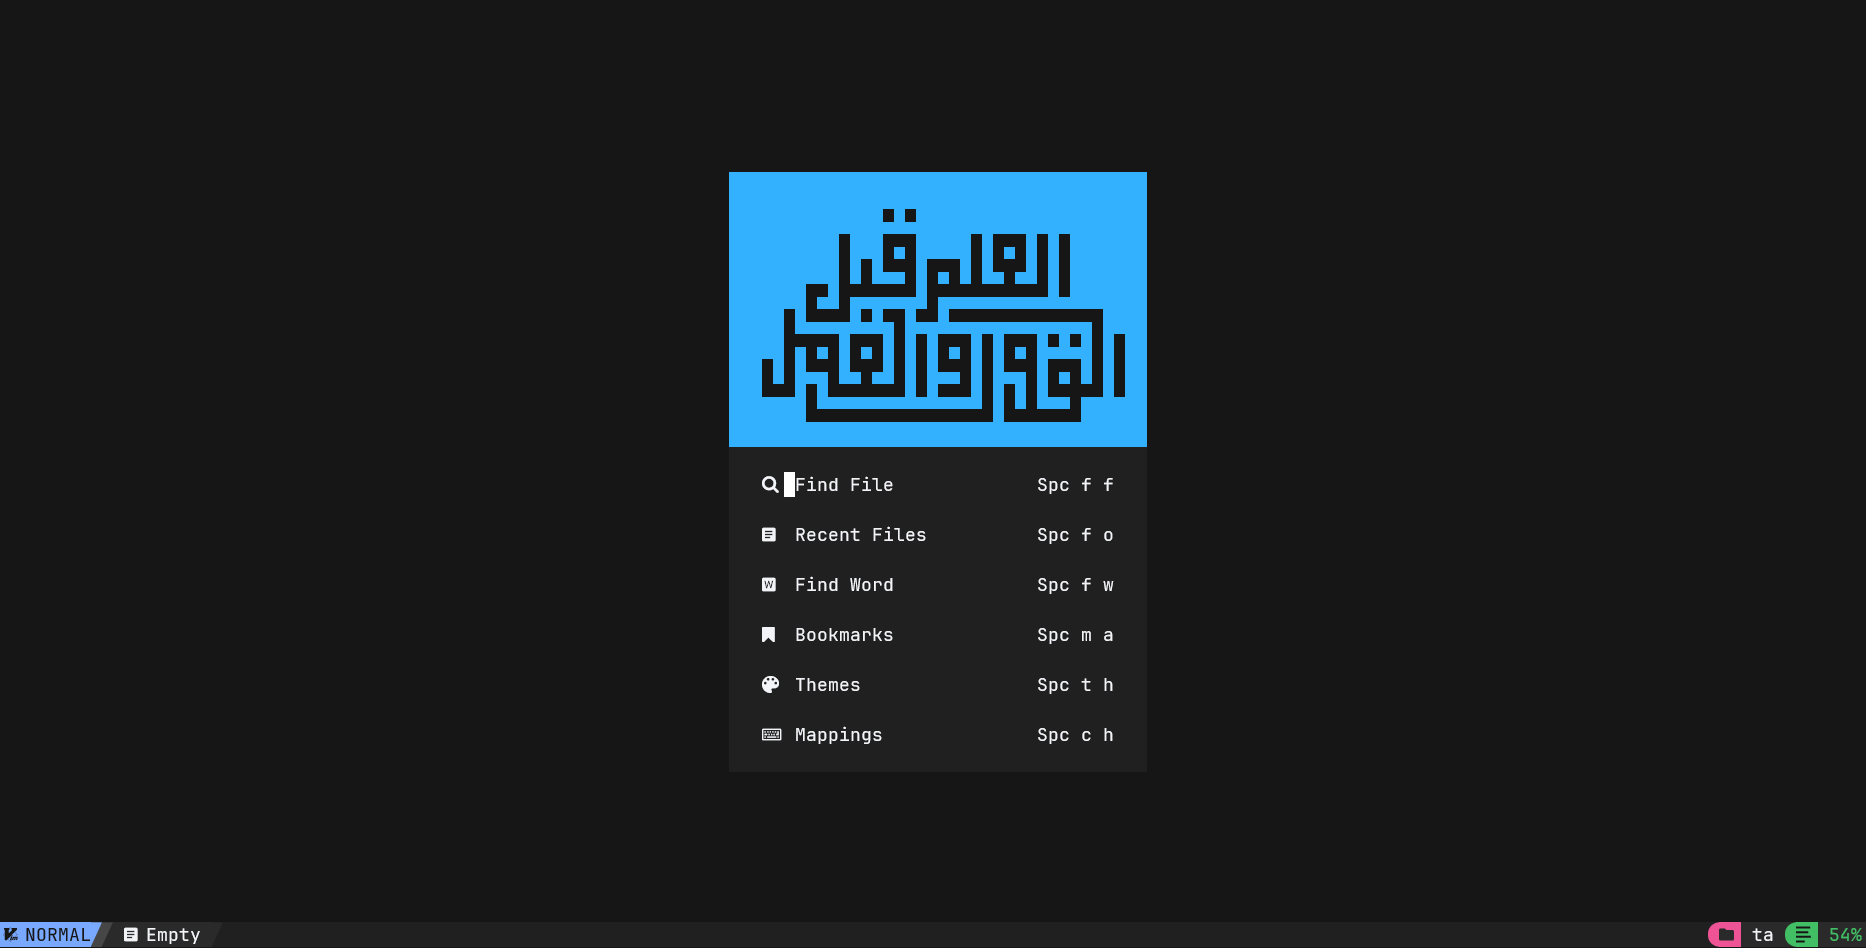 العلم قبل
القول والعمل
Find File Spc f f
Recent Files Spc f o
Find Word Spc f w
Bookmarks Spc m a
Themes Spc t h
Mappings Spc c h
NORMAL Empty ta 54%